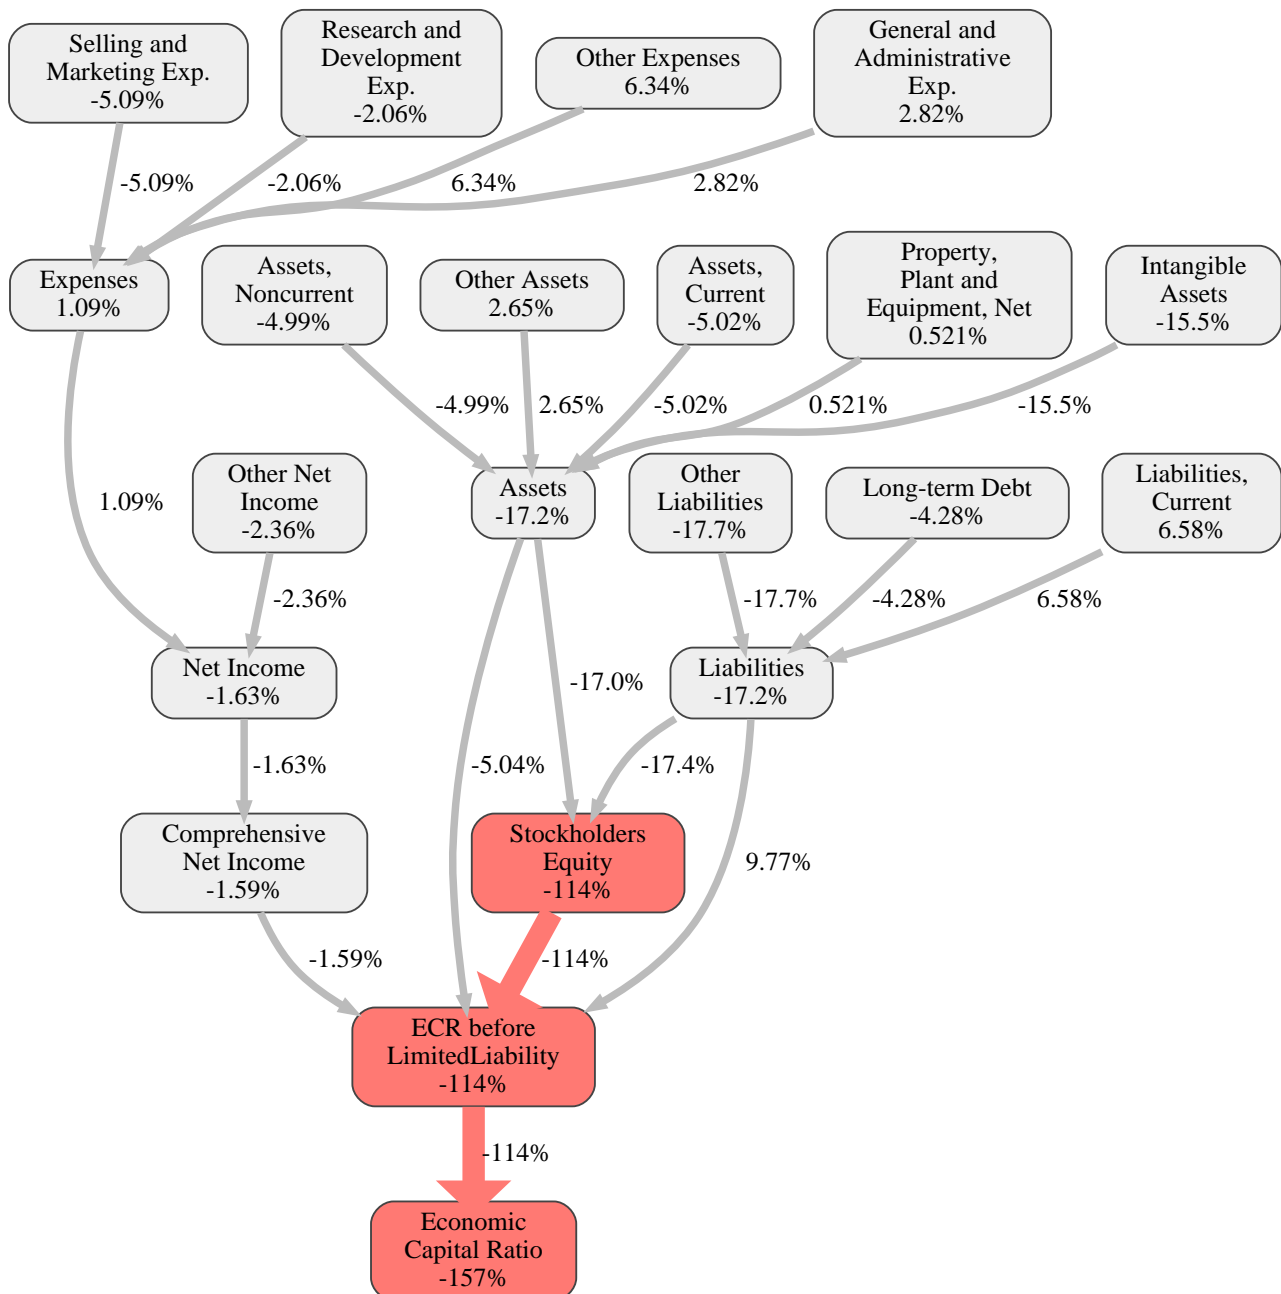 Selling and
Marketing Exp.
-5.09%
Research and
Development
Exp.
-2.06%
Other Expenses
6.34%
General and
Administrative
Exp.
2.82%
-5.09%
-2.06%
6.34%
2.82%
Expenses
1.09%
Assets,
Noncurrent
-4.99%
Other Assets
2.65%
Assets,
Current
-5.02%
Property,
Plant and
Equipment, Net
0.521%
Intangible
Assets
-15.5%
-4.99%
2.65%
-5.02%
0.521%
-15.5%
1.09%
Other Net
Income
-2.36%
Assets
-17.2%
Other
Liabilities
-17.7%
Long-term Debt
-4.28%
Liabilities,
Current
6.58%
-2.36%
-17.7%
-4.28%
6.58%
Net Income
-1.63%
-17.0%
Liabilities
-17.2%
-1.63%
-5.04%
-17.4%
Comprehensive
Net Income
-1.59%
Stockholders
Equity
-114%
9.77%
-1.59%
-114%
ECR before
LimitedLiability
-114%
-114%
Economic
Capital Ratio
-157%